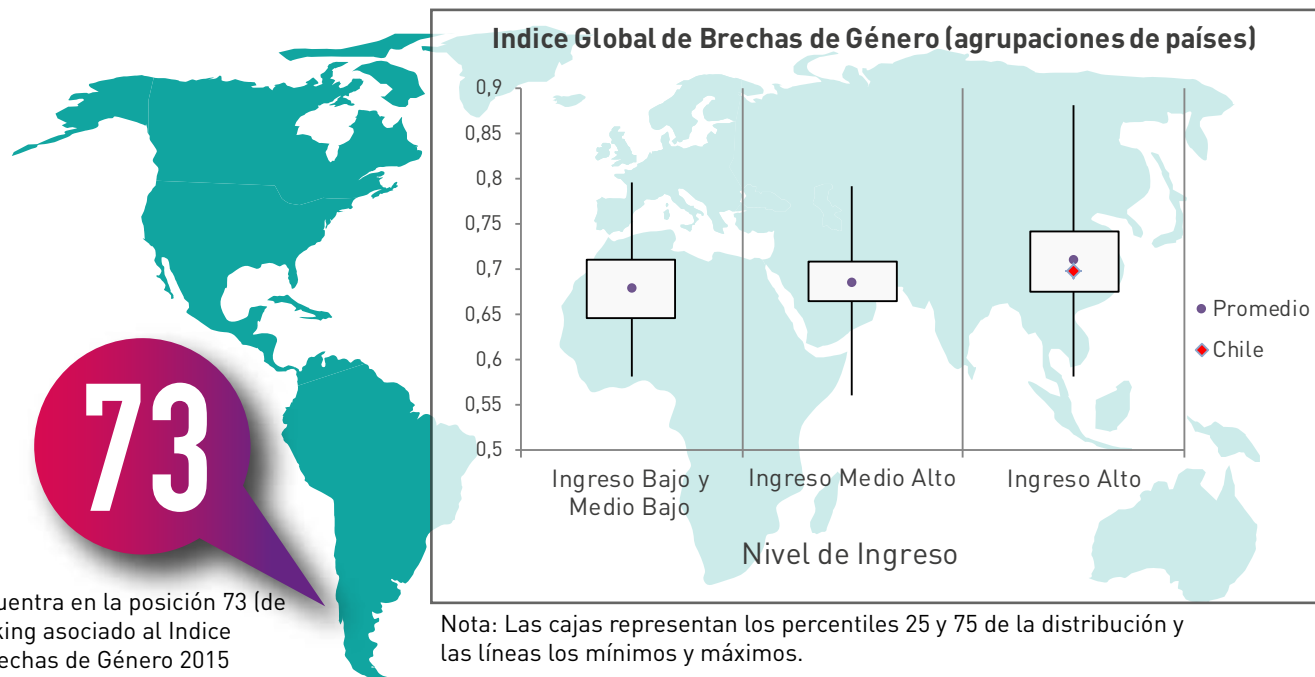 Indice Global de Brechas de Género (agrupaciones de países)
0,9
0,85
0,8
0,75
0,7
0,65
0,6
0,55
0,5
Ingreso Bajo y
Medio Bajo
Ingreso Medio Alto
Ingreso Alto
Nivel de Ingreso
Promedio
Chile
73
uentra en la posición 73 (de
king asociado al Indice
echas de Género 2015
Nota: Las cajas representan los percentiles 25 y 75 de la distribución y
las líneas los mínimos y máximos.